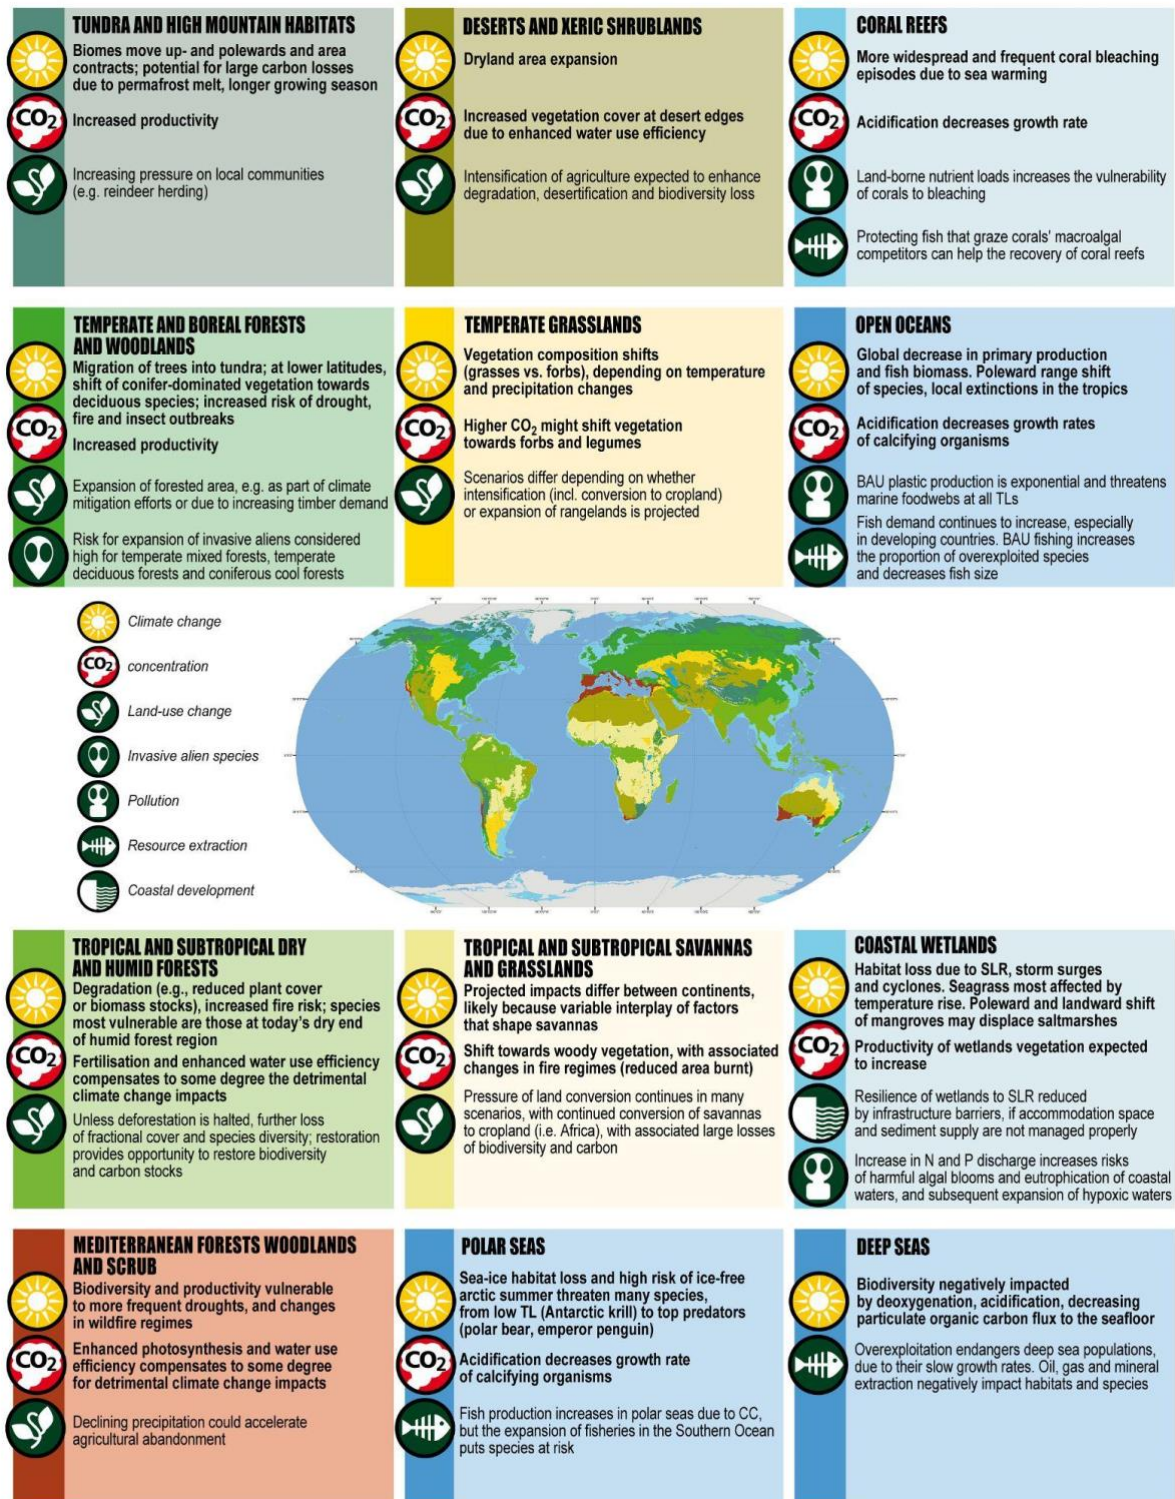 TUNDRA AND HIGH MOUNTAIN HABITATS
Biomes move up- and polewards and area
contracts; potential for large carbon losses
due to permafrost melt, longer growing season
CO2
Increased productivity
Increasing pressure on local communities
(e.g. reindeer herding)
DESERTS AND XERIC SHRUBLANDS
Dryland area expansion
CO2
Increased vegetation cover at desert edges
due to enhanced water use efficiency
Intensification of agriculture expected to enhance
degradation, desertification and biodiversity loss
CORAL REEFS
More widespread and frequent coral bleaching
episodes due to sea warming
CO2
Acidification decreases growth rate
Land-borne nutrient loads increases the vulnerability
of corals to bleaching
Protecting fish that graze corals' macroalgal
competitors can help the recovery of coral reefs
TEMPERATE AND BOREAL FORESTS
AND WOODLANDS
Migration of trees into tundra; at lower latitudes,
shift of conifer-dominated vegetation towards
deciduous species; increased risk of drought,
fire and insect outbreaks
CO2
Increased productivity
Expansion of forested area, e.g. as part of climate
mitigation efforts or due to increasing timber demand
Risk for expansion of invasive aliens considered
high for temperate mixed forests, temperate
deciduous forests and coniferous cool forests
TEMPERATE GRASSLANDS
Vegetation composition shifts
(grasses vs. forbs), depending on temperature
and precipitation changes
CO2
Higher CO2 might shift vegetation
towards forbs and legumes
Scenarios differ depending on whether
intensification (incl. conversion to cropland)
or expansion of rangelands is projected
OPEN OCEANS
Global decrease in primary production
and fish biomass. Poleward range shift
of species, local extinctions in the tropics
CO2
Acidification decreases growth rates
of calcifying organisms
BAU plastic production is exponential and threatens
marine foodwebs at all TLs
Fish demand continues to increase, especially
in developing countries. BAU fishing increases
the proportion of overexploited species
and decreases fish size
Climate change
CO2 concentration
Land-use change
Invasive alien species
Pollution
Resource extraction
Coastal development
TROPICAL AND SUBTROPICAL DRY
AND HUMID FORESTS
Degradation (e.g., reduced plant cover
or biomass stocks), increased fire risk; species
most vulnerable are those at today's dry end
of humid forest region
CO2
Fertilisation and enhanced water use efficiency
compensates to some degree the detrimental
climate change impacts
Unless deforestation is halted, further loss
of fractional cover and species diversity; restoration
provides opportunity to restore biodiversity
and carbon stocks
TROPICAL AND SUBTROPICAL SAVANNAS
AND GRASSLANDS
Projected impacts differ between continents,
likely because variable interplay of factors
that shape savannas
CO2
Shift towards woody vegetation, with associated
changes in fire regimes (reduced area burnt)
Pressure of land conversion continues in many
scenarios, with continued conversion of savannas
to cropland (i.e. Africa), with associated large losses
of biodiversity and carbon
COASTAL WETLANDS
Habitat loss due to SLR, storm surges
and cyclones. Seagrass most affected by
temperature rise. Poleward and landward shift
of mangroves may displace saltmarshes
CO2
Productivity of wetlands vegetation expected
to increase
Resilience of wetlands to SLR reduced
by infrastructure barriers, if accommodation space
and sediment supply are not managed properly
Increase in N and P discharge increases risks
of harmful algal blooms and eutrophication of coastal
waters, and subsequent expansion of hypoxic waters
MEDITERRANEAN FORESTS WOODLANDS
AND SCRUB
Biodiversity and productivity vulnerable
to more frequent droughts, and changes
in wildfire regimes
CO2
Enhanced photosynthesis and water use
efficiency compensates to some degree
for detrimental climate change impacts
Declining precipitation could accelerate
agricultural abandonment
POLAR SEAS
Sea-ice habitat loss and high risk of ice-free
arctic summer threaten many species,
from low TL (Antarctic krill) to top predators
(polar bear, emperor penguin)
CO2
Acidification decreases growth rate
of calcifying organisms
Fish production increases in polar seas due to CC,
but the expansion of fisheries in the Southern Ocean
puts species at risk
DEEP SEAS
Biodiversity negatively impacted
by deoxygenation, acidification, decreasing
particulate organic carbon flux to the seafloor
Overexploitation endangers deep sea populations,
due to their slow growth rates. Oil, gas and mineral
extraction negatively impact habitats and species